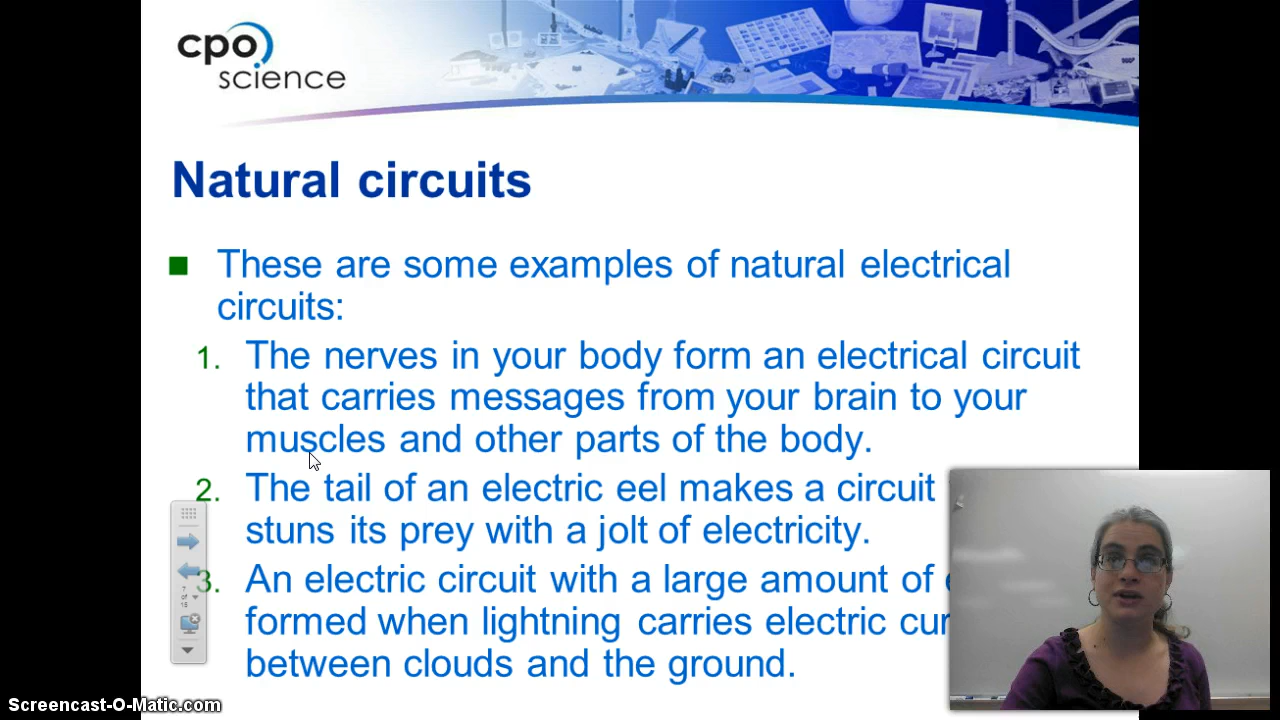 cpo
science
Natural circuits
These are some examples of natural electrical
circuits:
1. The nerves in your body form an electrical circuit
that carries messages from your brain to your
muscles and other parts of the body.
2. The tail of an electric eel makes a circuit
stuns its prey with a jolt of electricity.
3. An electric circuit with a large amount of
formed when lightning carries electric
between clouds and the ground.
7
of
18
Screencast-O-Matic.com